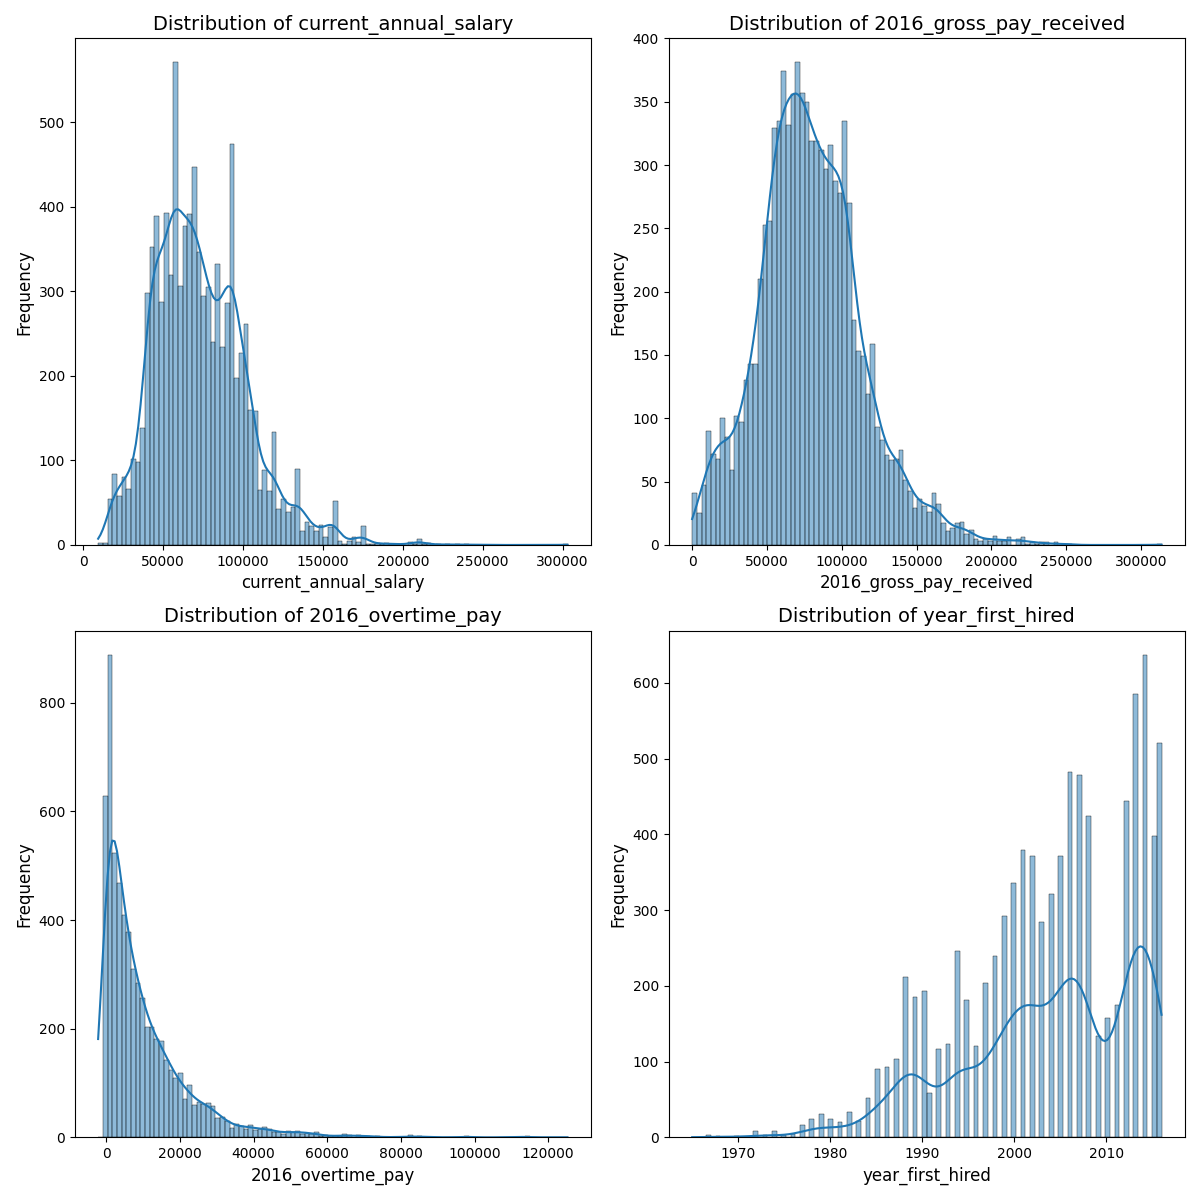 Distribution of current_annual_salary
Frequency
500
400
300
200
100
0
0 50000 100000 150000 200000 250000 300000
current_annual_salary
Distribution of 2016_gross_pay_received
Frequency
400
350
300
250
200
150
100
50
0
0 50000 100000 150000 200000 250000 300000
2016_gross_pay_received
Distribution of 2016_overtime_pay
Frequency
800
600
400
200
0
0 20000 40000 60000 80000 100000 120000
2016_overtime_pay
Distribution of year_first_hired
Frequency
600
500
400
300
200
100
0
1970 1980 1990 2000 2010
year_first_hired